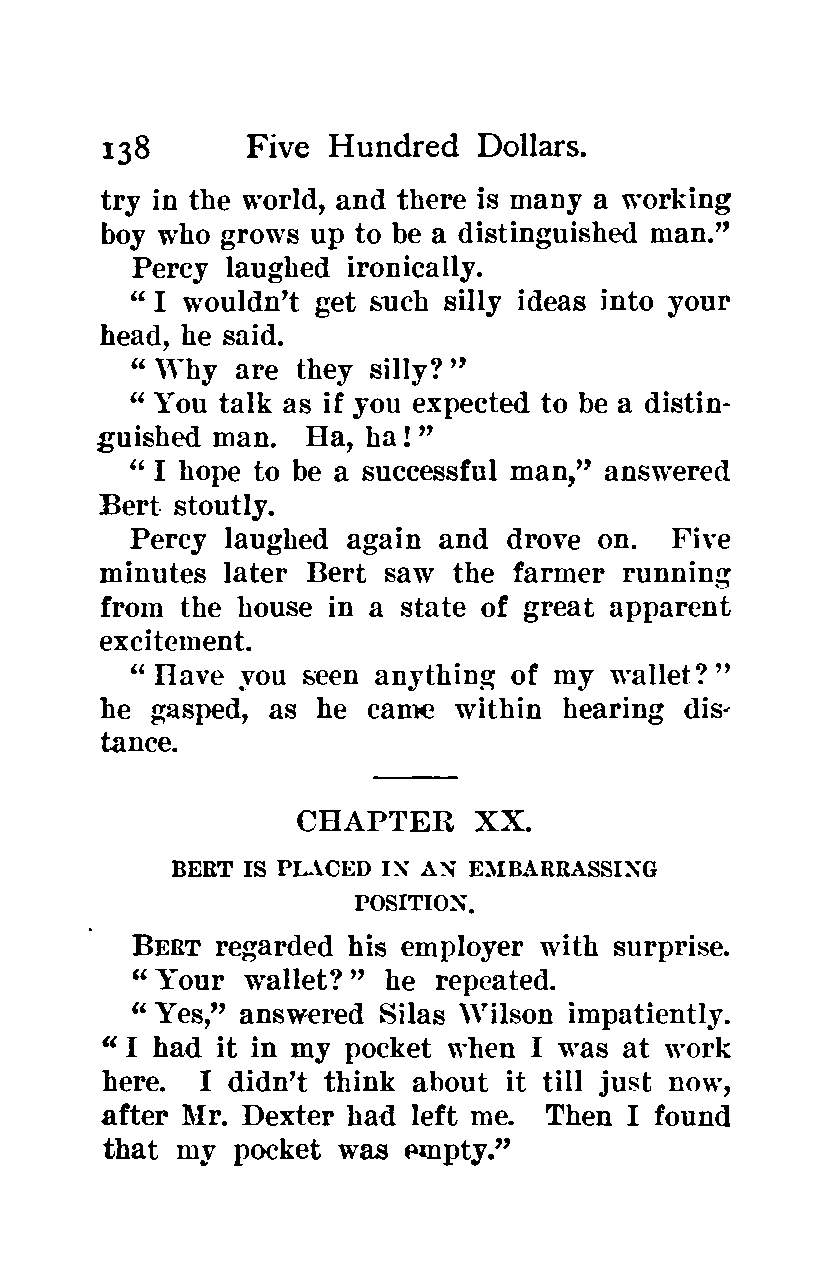 138 Five Hundred Dollars.
try in the world, and there is many a working
boy who grows up to be a distinguished man.”
Percy laughed ironically.
“I wouldn’t get such silly ideas into your
head, he said.
“Why are they silly?”
“You talk as if you expected to be a distin-
guished man. Ha, ha!”
“I hope to be a successful man,” answered
Bert stoutly.
Percy laughed again and drove on. Five
minutes later Bert saw the farmer running
from the house in a state of great apparent
excitement.
“Have you seen anything of my wallet?”
he gasped, as he came within hearing dis-
tance.
CHAPTER XX.
BERT IS PLACED IN AN EMBARRASSING
POSITION.
BERT regarded his employer with surprise.
“Your wallet?” he repeated.
“Yes,” answered Silas Wilson impatiently.
“I had it in my pocket when I was at work
here. I didn’t think about it till just now,
after Mr. Dexter had left me. Then I found
that my pocket was empty.”